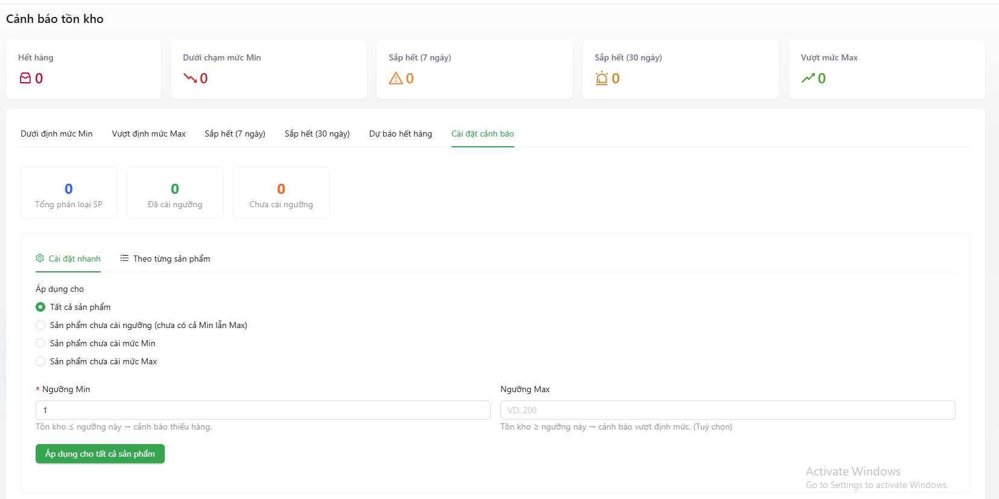 Cảnh báo tồn kho
Hết hàng
0
Dưới chạm mức Min
0
Sắp hết (7 ngày)
0
Sắp hết (30 ngày)
0
Vượt mức Max
0
Dưới định mức Min
Vượt định mức Max
Sắp hết (7 ngày)
Sắp hết (30 ngày)
Dự báo hết hàng
Cài đặt cảnh báo
0
Tổng phân loại SP
0
Đã cài ngưỡng
0
Chưa cài ngưỡng
Cài đặt nhanh
Theo từng sản phẩm
Áp dụng cho
Tất cả sản phẩm
Sản phẩm chưa cài ngưỡng (chưa có cả Min lẫn Max)
Sản phẩm chưa cài mức Min
Sản phẩm chưa cài mức Max
* Ngưỡng Min
1
Tồn kho ≤ ngưỡng này → cảnh báo thiếu hàng.
Ngưỡng Max
VD: 200
Tồn kho ≥ ngưỡng này → cảnh báo vượt định mức. (Tuỳ chọn)
Áp dụng cho tất cả sản phẩm
Activate Windows
Go to Settings to activate Windows.